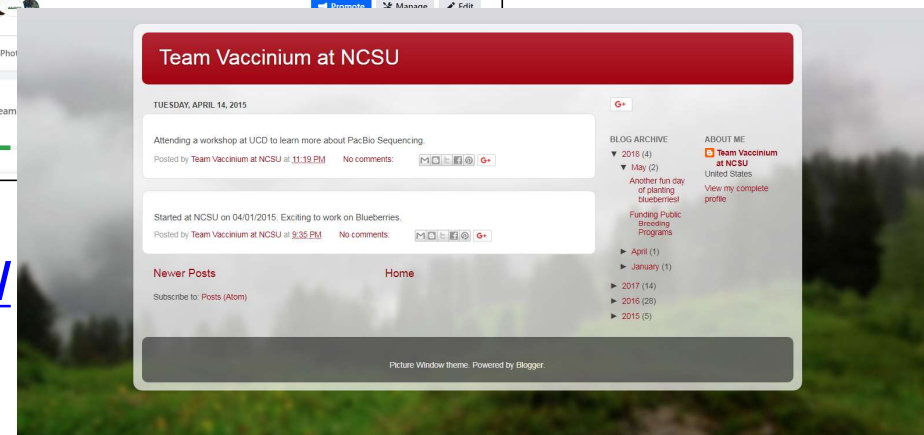 Promote Manage Edit
Phot
eam
Team Vaccinium at NCSU
TUESDAY, APRIL 14, 2015
Attending a workshop at UCD to learn more about PacBio Sequencing.
Posted by Team Vaccinium at NCSU at 11:19 PM No comments:
G+
Started at NCSU on 04/01/2015. Exciting to work on Blueberries.
Posted by Team Vaccinium at NCSU at 9:35 PM No comments:
G+
Newer Posts Home
Subscribe to: Posts (Atom)
G+
BLOG ARCHIVE
▼ 2018 (4)
▼ May (2)
Another fun day
of planting
blueberries!
Funding Public
Breeding
Programs
► April (1)
► January (1)
► 2017 (14)
► 2016 (28)
► 2015 (5)
ABOUT ME
Team Vaccinium
at NCSU
United States
View my complete
profile
Picture Window theme. Powered by Blogger.